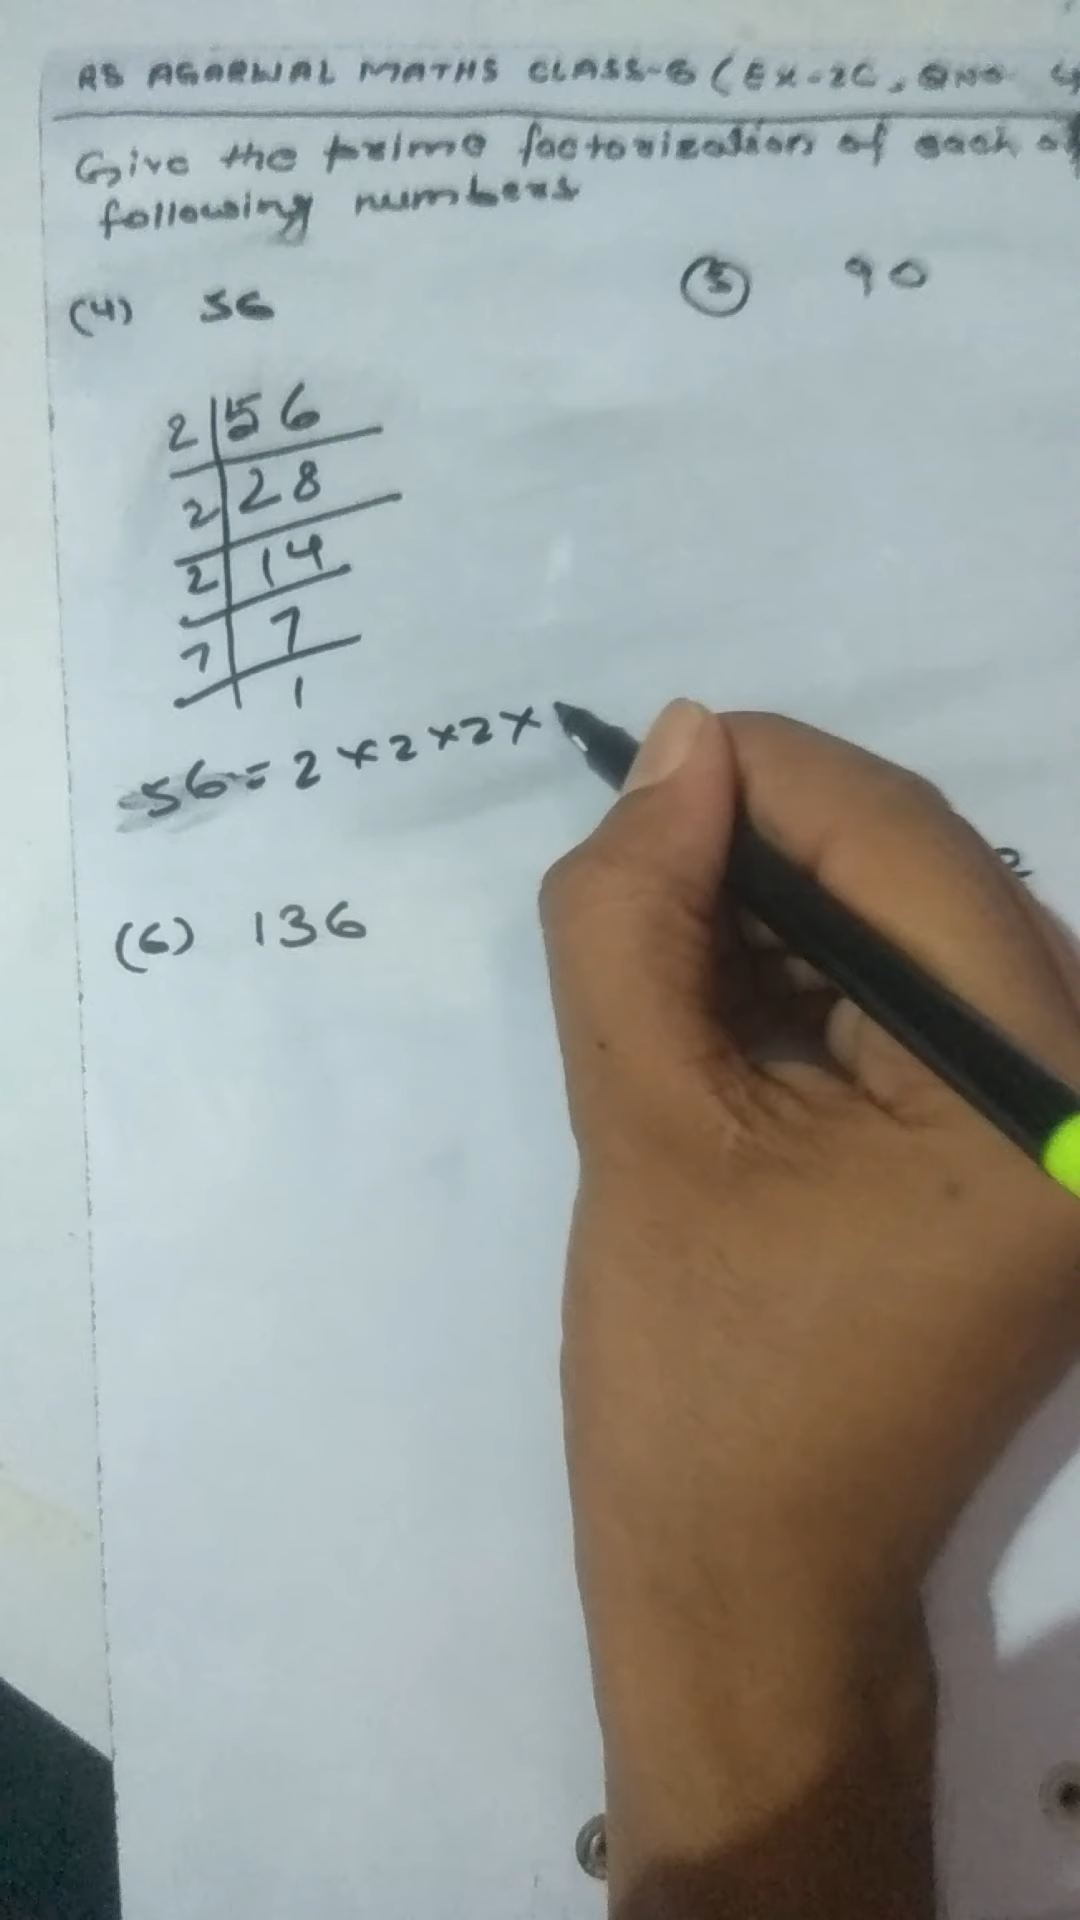 RS AGARWAL MATHS CLASS-6 (EX-2C, QNO. 4
Give the prime factorization of each of
following numbers
(4) 56
(5) 90
2|56
2|28
2|14
7|7
1
56 = 2 × 2 × 2 ×
(6) 136